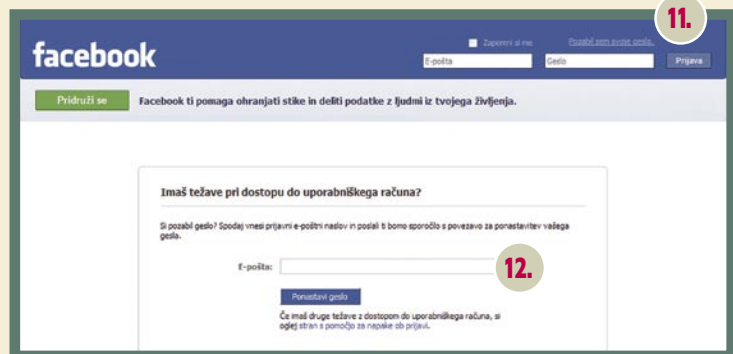 11.
facebook
Zapomni si me Pozabil sem svoje geslo.
E-pošta Geslo Prijava
Pridruži se Facebook ti pomaga ohranjati stike in deliti podatke z ljudmi iz tvojega življenja.
Imaš težave pri dostopu do uporabniškega računa?
Si pozabil geslo? Spodaj vnesi prijavni e-poštni naslov in poslali ti bomo sporočilo s povezavo za ponastavitev vašega
gesla.
E-pošta: 12.
Ponastavi geslo
Če imaš druge težave z dostopom do uporabniškega računa, si
oglej stran s pomočjo za napake ob prijavi.